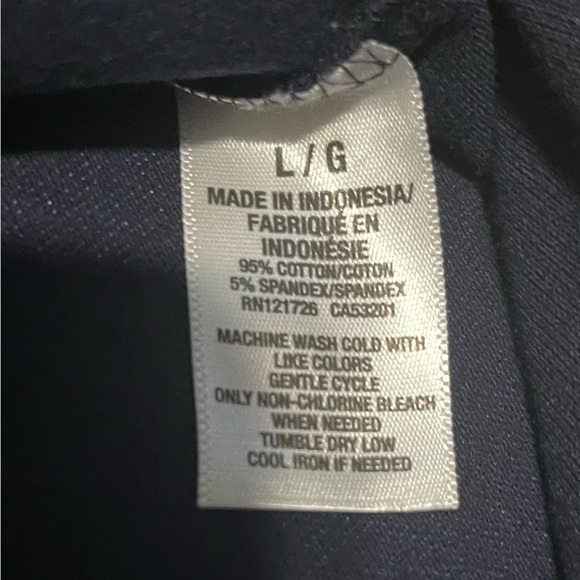 L/G
MADE IN INDONESIA/
FABRIQUÉ EN
INDONÉSIE
95% COTTON/COTON
5% SPANDEX/SPANDEX
RN121726 CA53201
MACHINE WASH COLD WITH
LIKE COLORS
GENTLE CYCLE
ONLY NON-CHLORINE BLEACH
WHEN NEEDED
TUMBLE DRY LOW
COOL IRON IF NEEDED